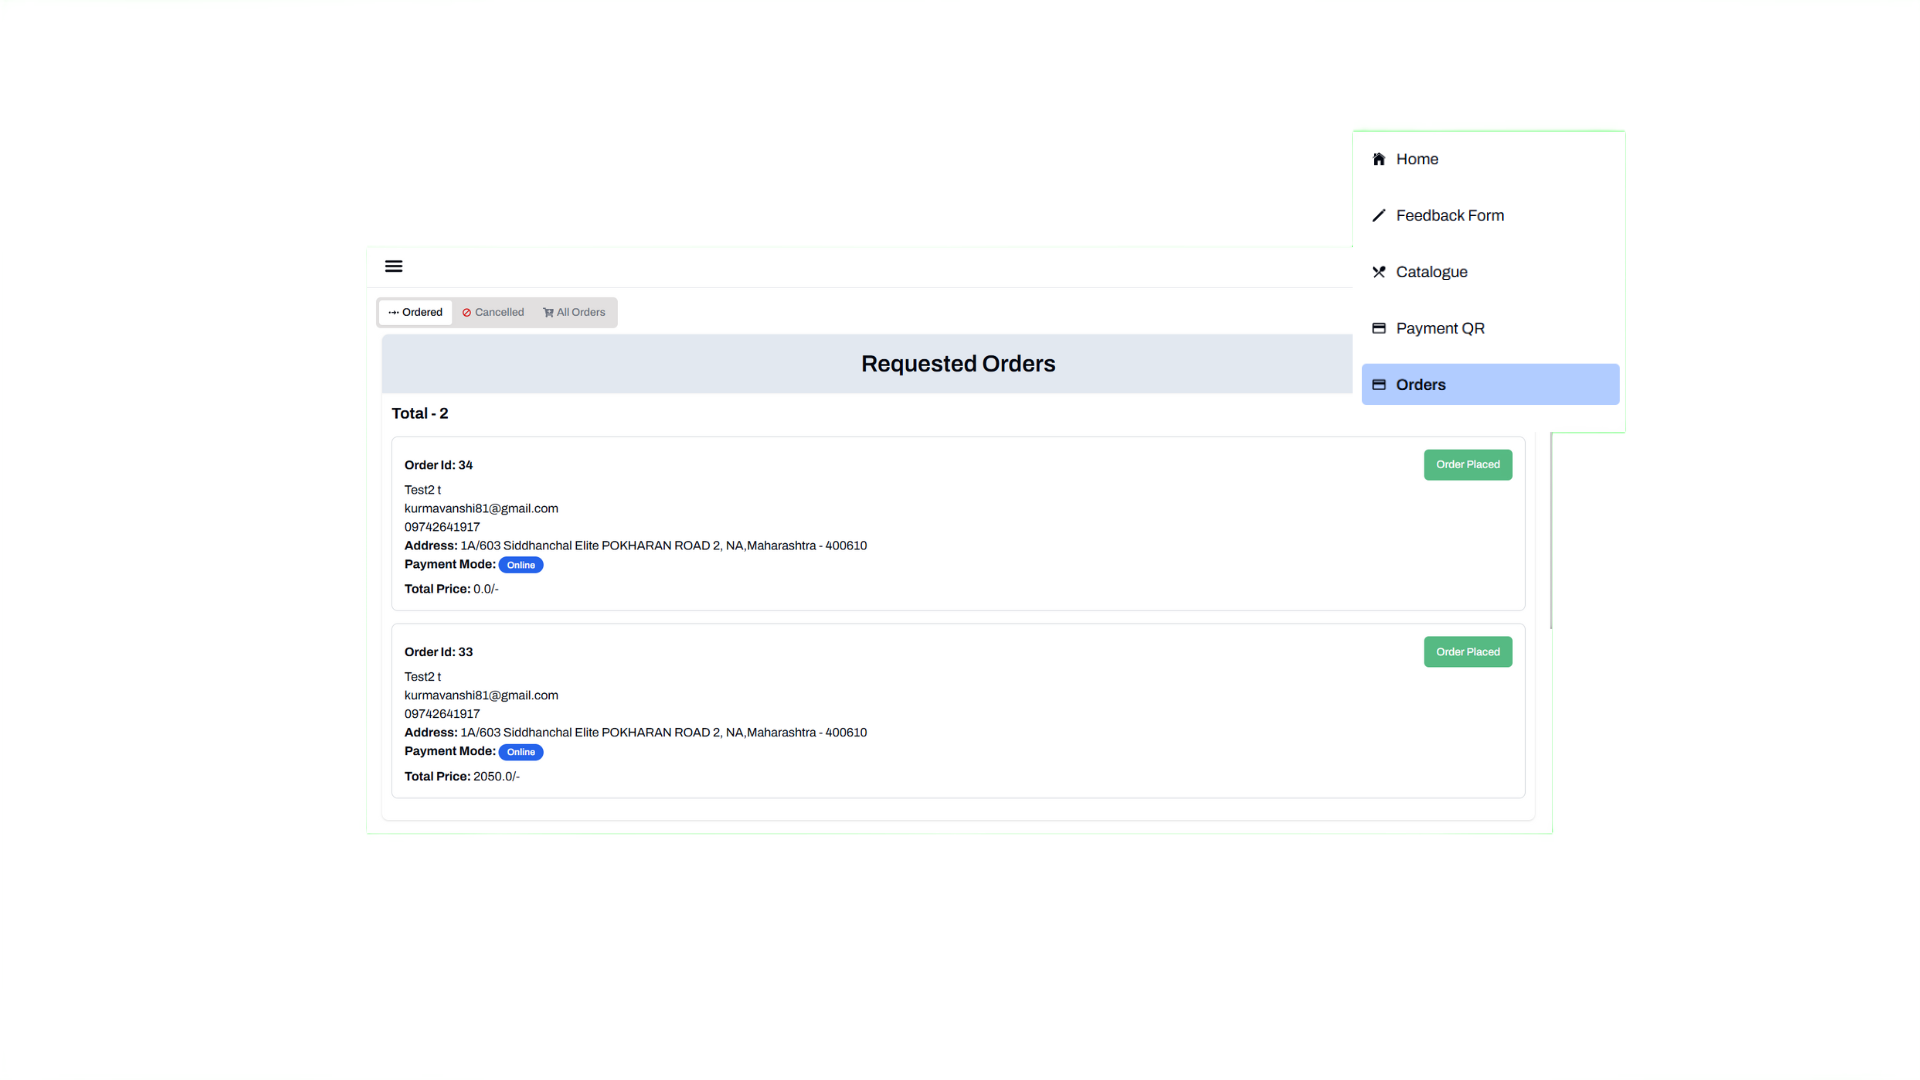 Home
Feedback Form
Catalogue
Payment QR
Orders
Ordered
Cancelled
All Orders
Requested Orders
Total - 2
Order Id: 34
Order Placed
Test2 t
kurmavanshi81@gmail.com
09742641917
Address: 1A/603 Siddhanchal Elite POKHARAN ROAD 2, NA,Maharashtra - 400610
Payment Mode: Online
Total Price: 0.0/-
Order Id: 33
Order Placed
Test2 t
kurmavanshi81@gmail.com
09742641917
Address: 1A/603 Siddhanchal Elite POKHARAN ROAD 2, NA,Maharashtra - 400610
Payment Mode: Online
Total Price: 2050.0/-